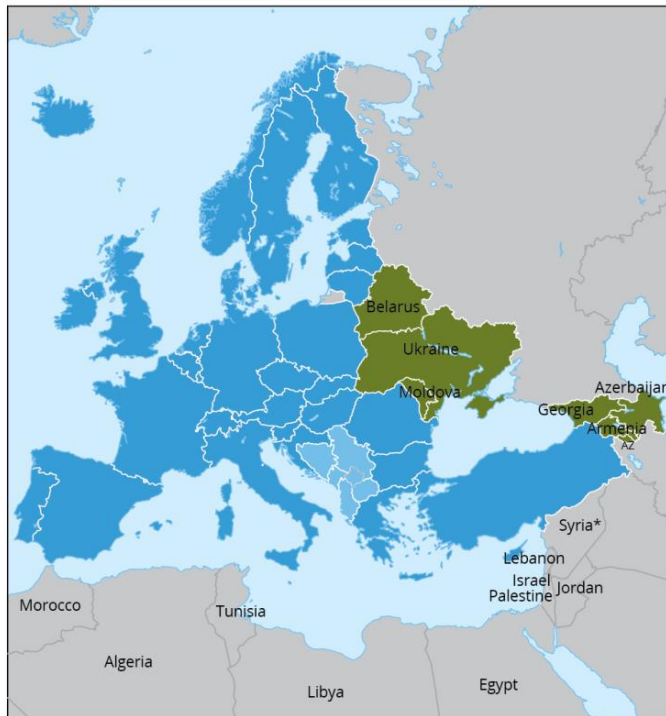 Belarus
Ukraine
Moldova
Azerbaijan
Georgia
Armenia
AZ
Syria*
Lebanon
Israel
Palestine
Jordan
Morocco
Tunisia
Algeria
Libya
Egypt